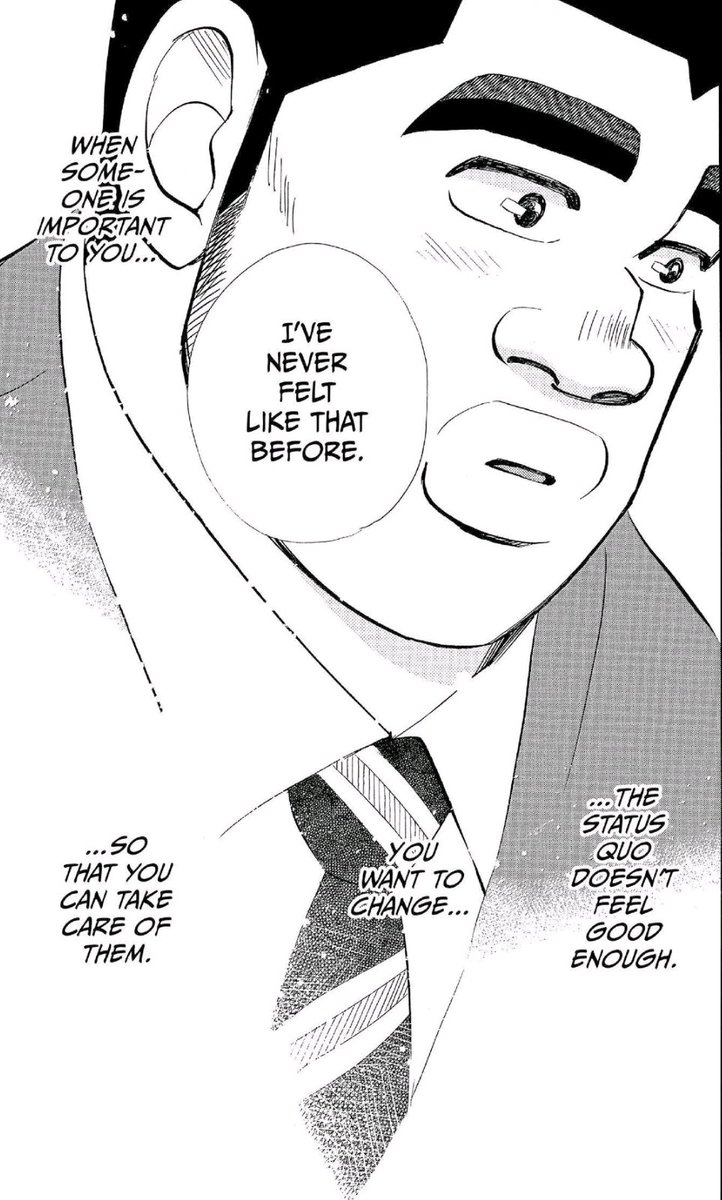 WHEN
SOME-
ONE IS
IMPORTANT
TO YOU...
I'VE
NEVER
FELT
LIKE THAT
BEFORE.
...THE
STATUS
QUO
DOESN'T
FEEL
GOOD
ENOUGH.
YOU
WANT TO
CHANGE...
...SO
THAT YOU
CAN TAKE
CARE OF
THEM.